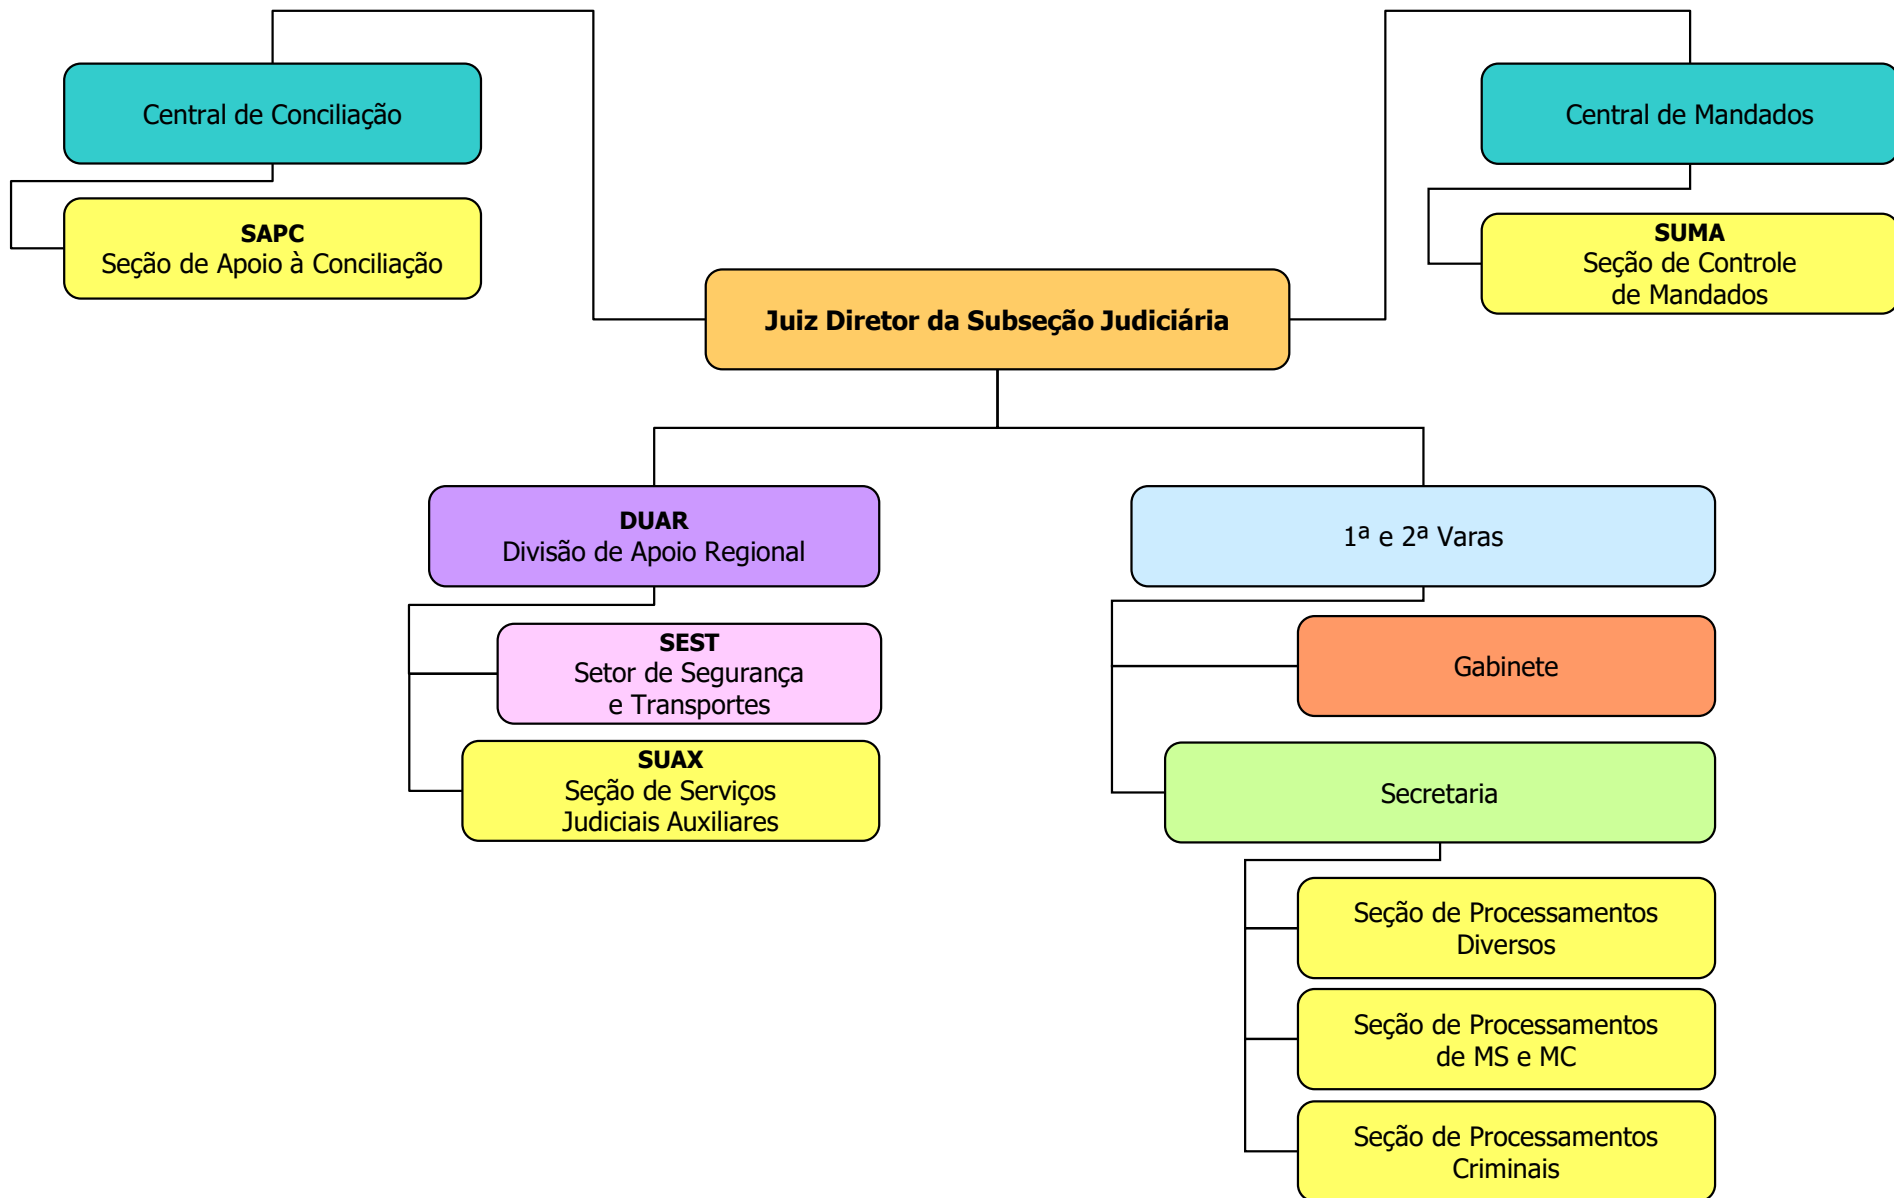 Central de Conciliação
SAPC
Seção de Apoio à Conciliação
Central de Mandados
SUMA
Seção de Controle
de Mandados
Juiz Diretor da Subseção Judiciária
DUAR
Divisão de Apoio Regional
SEST
Setor de Segurança
e Transportes
SUAX
Seção de Serviços
Judiciais Auxiliares
1ª e 2ª Varas
Gabinete
Secretaria
Seção de Processamentos
Diversos
Seção de Processamentos
de MS e MC
Seção de Processamentos
Criminais